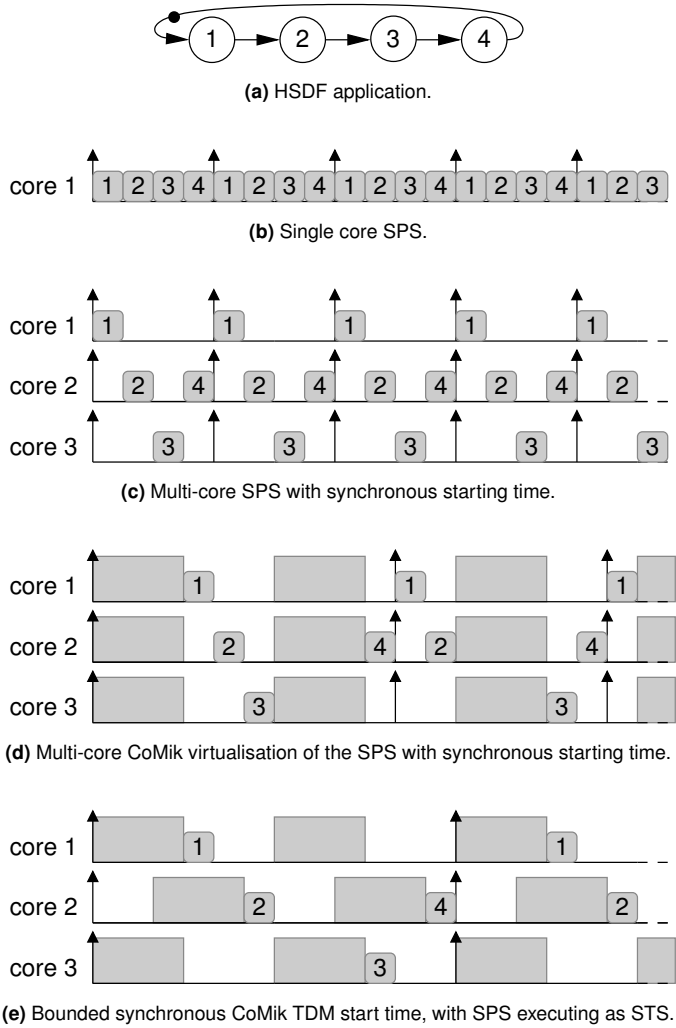 1 2 3 4
(a) HSDF application.
core 1 1 2 3 4 1 2 3 4 1 2 3 4 1 2 3 4 1 2 3
(b) Single core SPS.
core 1 1 1 1 1 1
core 2 2 4 2 4 2 4 2 4 2
core 3 3 3 3 3 3
(c) Multi-core SPS with synchronous starting time.
core 1 1 1 1
core 2 2 4 2 4
core 3 3 3
(d) Multi-core CoMik virtualisation of the SPS with synchronous starting time.
core 1 1 1
core 2 2 4 2
core 3 3
(e) Bounded synchronous CoMik TDM start time, with SPS executing as STS.